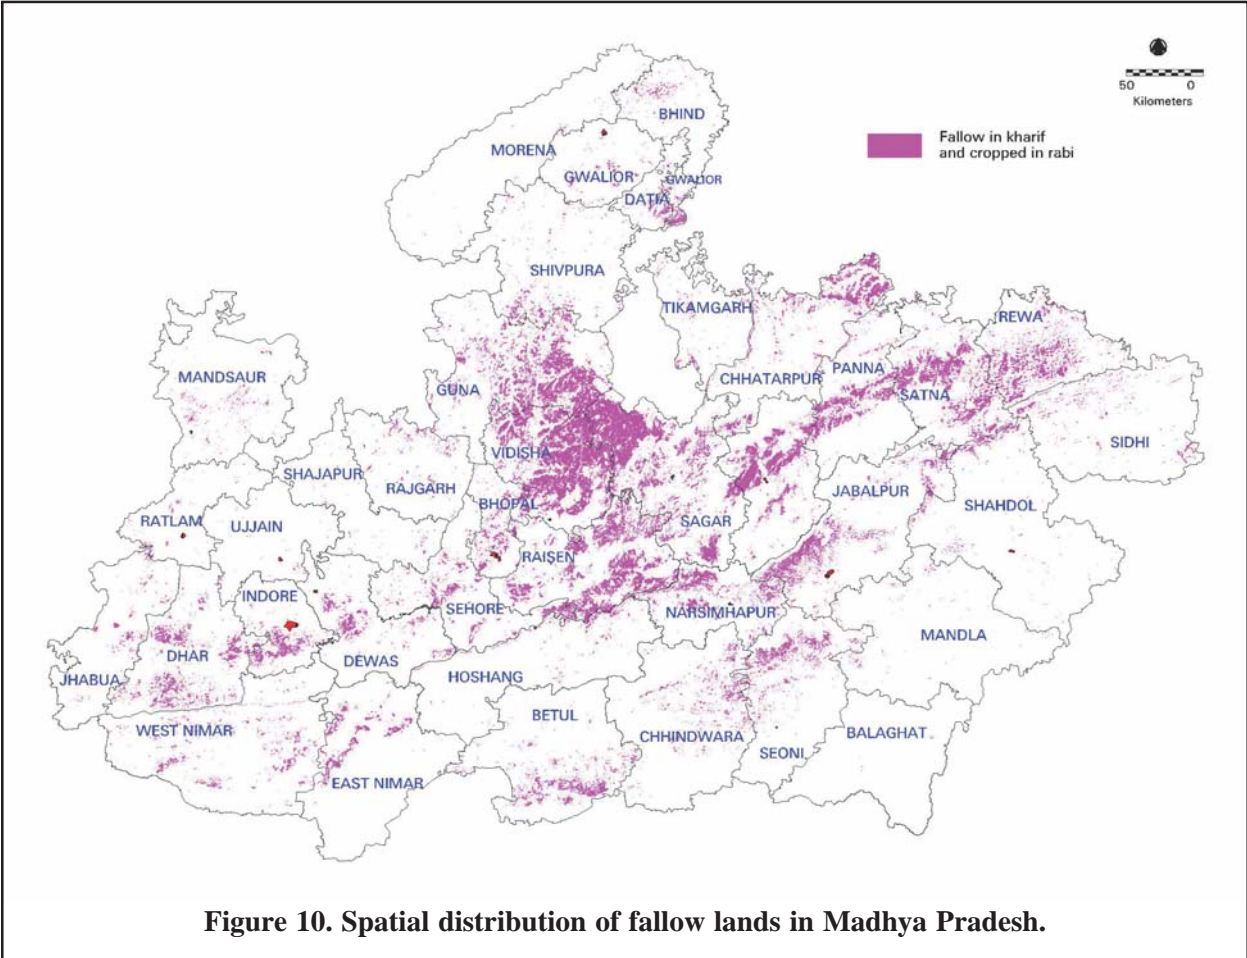 50 0
Kilometers
Fallow in kharif
and cropped in rabi
BHIND
MORENA
GWALIOR
GWALIOR
DATIA
SHIVPURA
TIKAMGARH
REWA
MANDSAUR
GUNA
CHHATARPUR
PANNA
SATNA
SIDHI
VIDISHA
SHAJAPUR
RAJGARH
BHOPAL
JABALPUR
SHAHDOL
RATLAM
UJJAIN
SAGAR
RAISEN
INDORE
SEHORE
NARSIMHAPUR
MANDLA
DHAR
DEWAS
JHABUA
HOSHANG
WEST NIMAR
BETUL
CHHINDWARA
BALAGHAT
SEONI
EAST NIMAR
Figure 10. Spatial distribution of fallow lands in Madhya Pradesh.